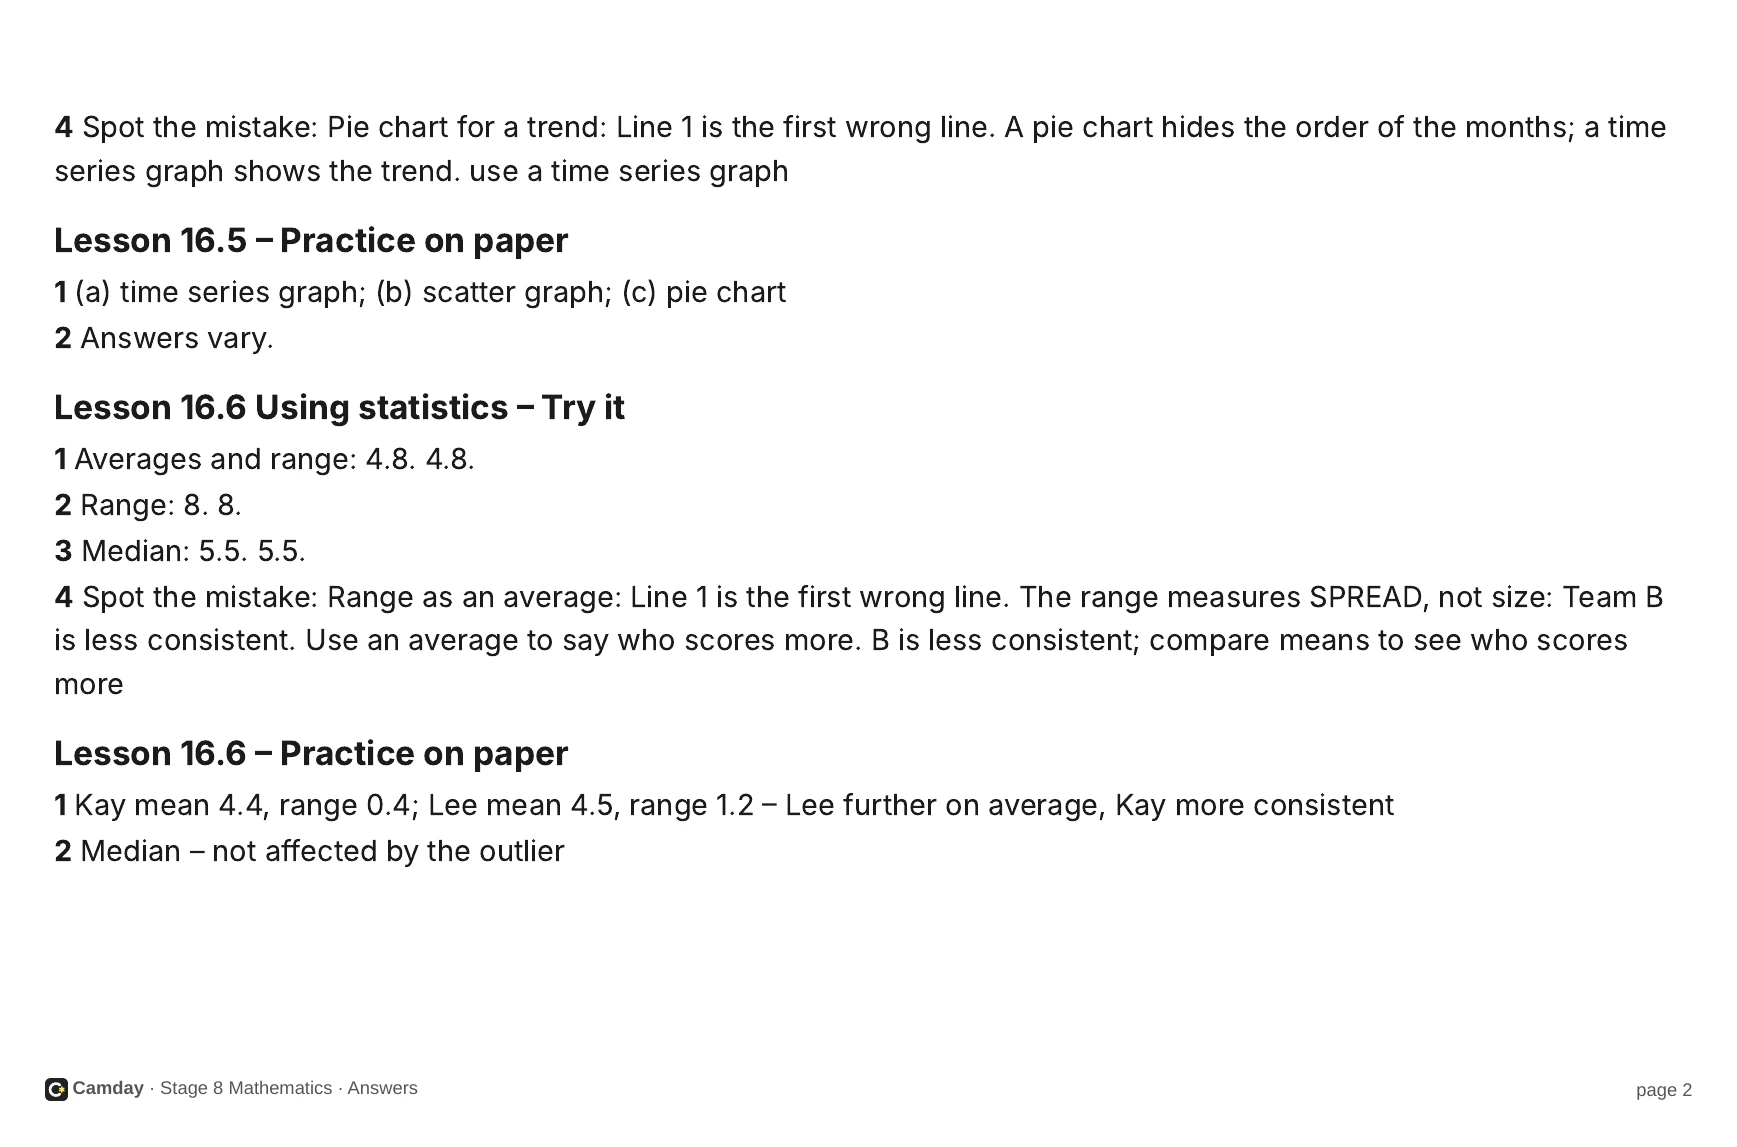 4 Spot the mistake: Pie chart for a trend: Line 1 is the first wrong line. A pie chart hides the order of the months; a time
series graph shows the trend. use a time series graph
Lesson 16.5 – Practice on paper
1 (a) time series graph; (b) scatter graph; (c) pie chart
2 Answers vary.
Lesson 16.6 Using statistics – Try it
1 Averages and range: 4.8. 4.8.
2 Range: 8. 8.
3 Median: 5.5. 5.5.
4 Spot the mistake: Range as an average: Line 1 is the first wrong line. The range measures SPREAD, not size: Team B
is less consistent. Use an average to say who scores more. B is less consistent; compare means to see who scores
more
Lesson 16.6 – Practice on paper
1 Kay mean 4.4, range 0.4; Lee mean 4.5, range 1.2 – Lee further on average, Kay more consistent
2 Median – not affected by the outlier
Camday · Stage 8 Mathematics · Answers
page 2